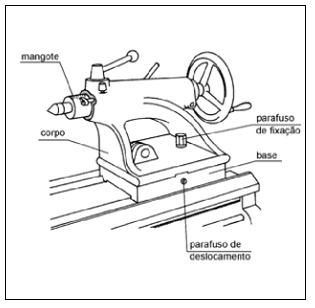 mangote
corpo
parafuso
de fixação
base
parafuso de
deslocamento